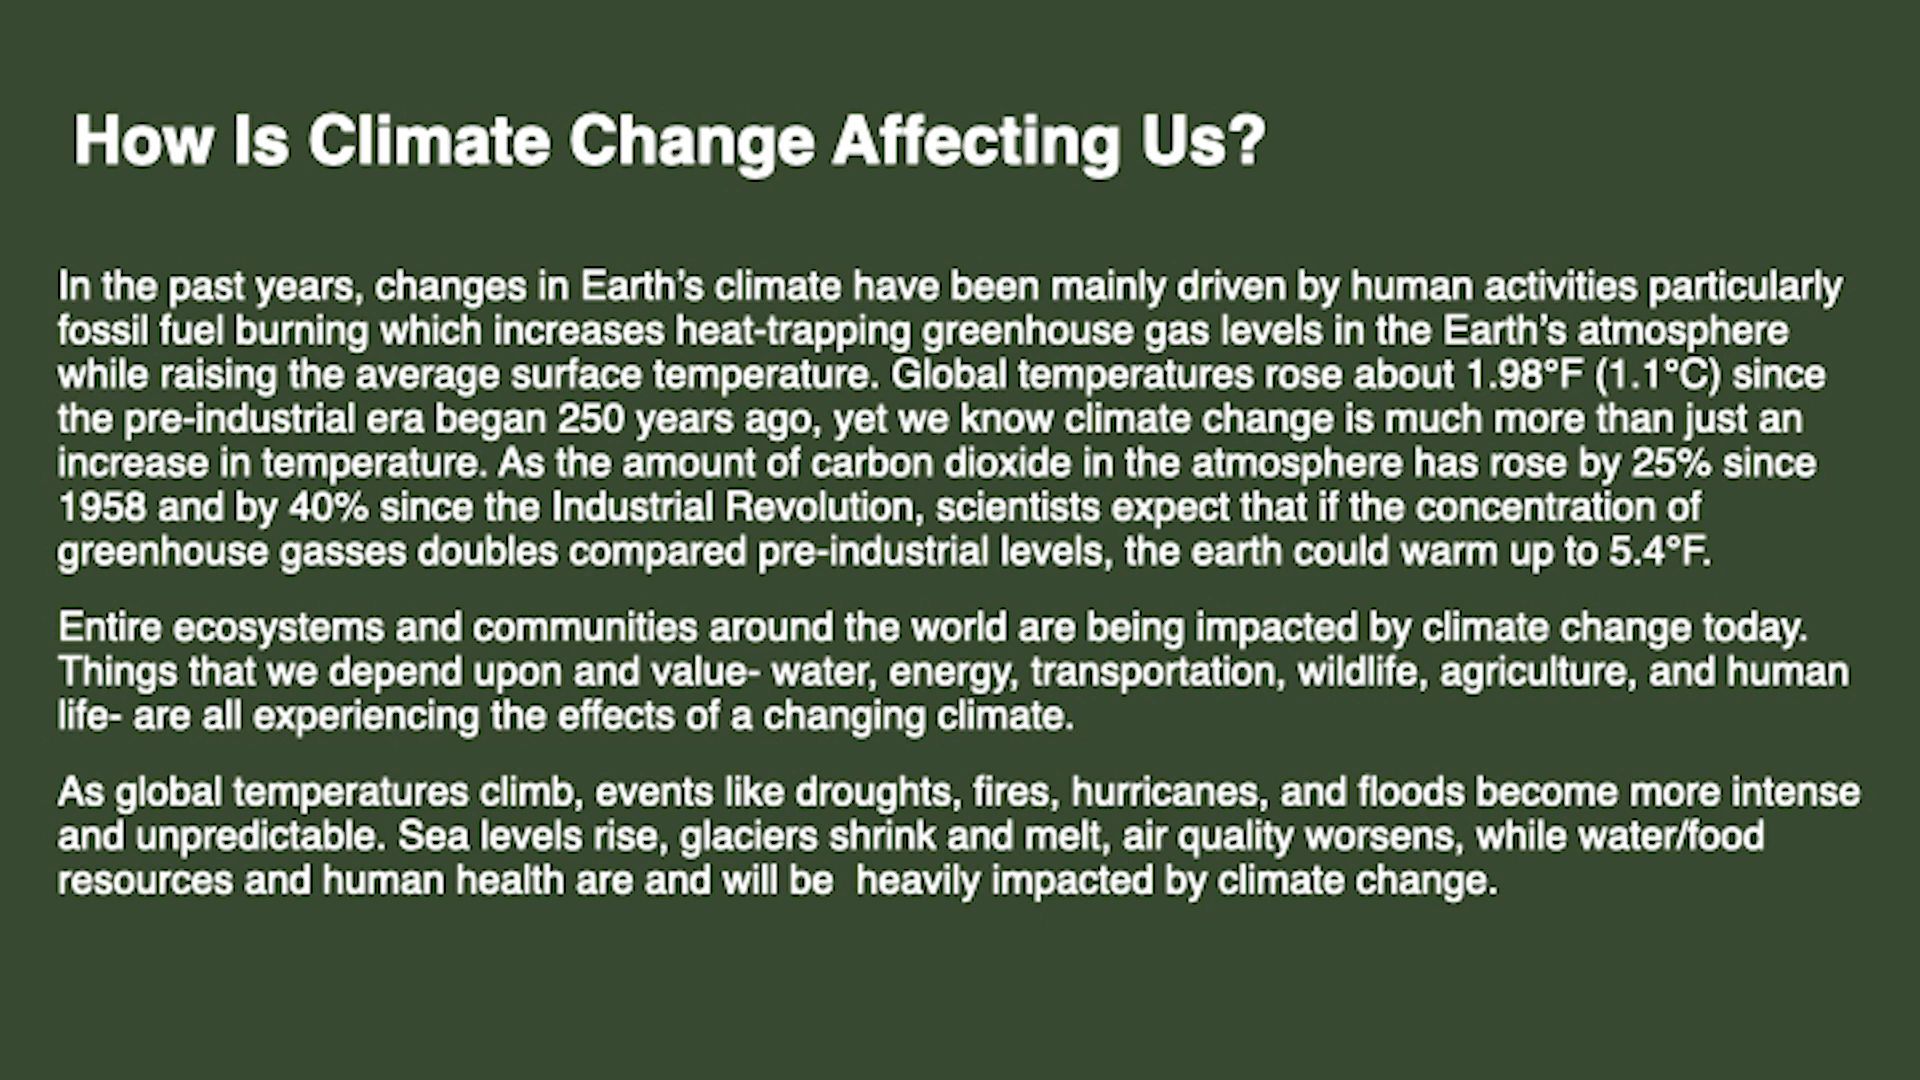 How Is Climate Change Affecting Us?
In the past years, changes in Earth’s climate have been mainly driven by human activities particularly
fossil fuel burning which increases heat-trapping greenhouse gas levels in the Earth’s atmosphere
while raising the average surface temperature. Global temperatures rose about 1.98°F (1.1°C) since
the pre-industrial era began 250 years ago, yet we know climate change is much more than just an
increase in temperature. As the amount of carbon dioxide in the atmosphere has rose by 25% since
1958 and by 40% since the Industrial Revolution, scientists expect that if the concentration of
greenhouse gasses doubles compared pre-industrial levels, the earth could warm up to 5.4°F.
Entire ecosystems and communities around the world are being impacted by climate change today.
Things that we depend upon and value- water, energy, transportation, wildlife, agriculture, and human
life- are all experiencing the effects of a changing climate.
As global temperatures climb, events like droughts, fires, hurricanes, and floods become more intense
and unpredictable. Sea levels rise, glaciers shrink and melt, air quality worsens, while water/food
resources and human health are and will be  heavily impacted by climate change.